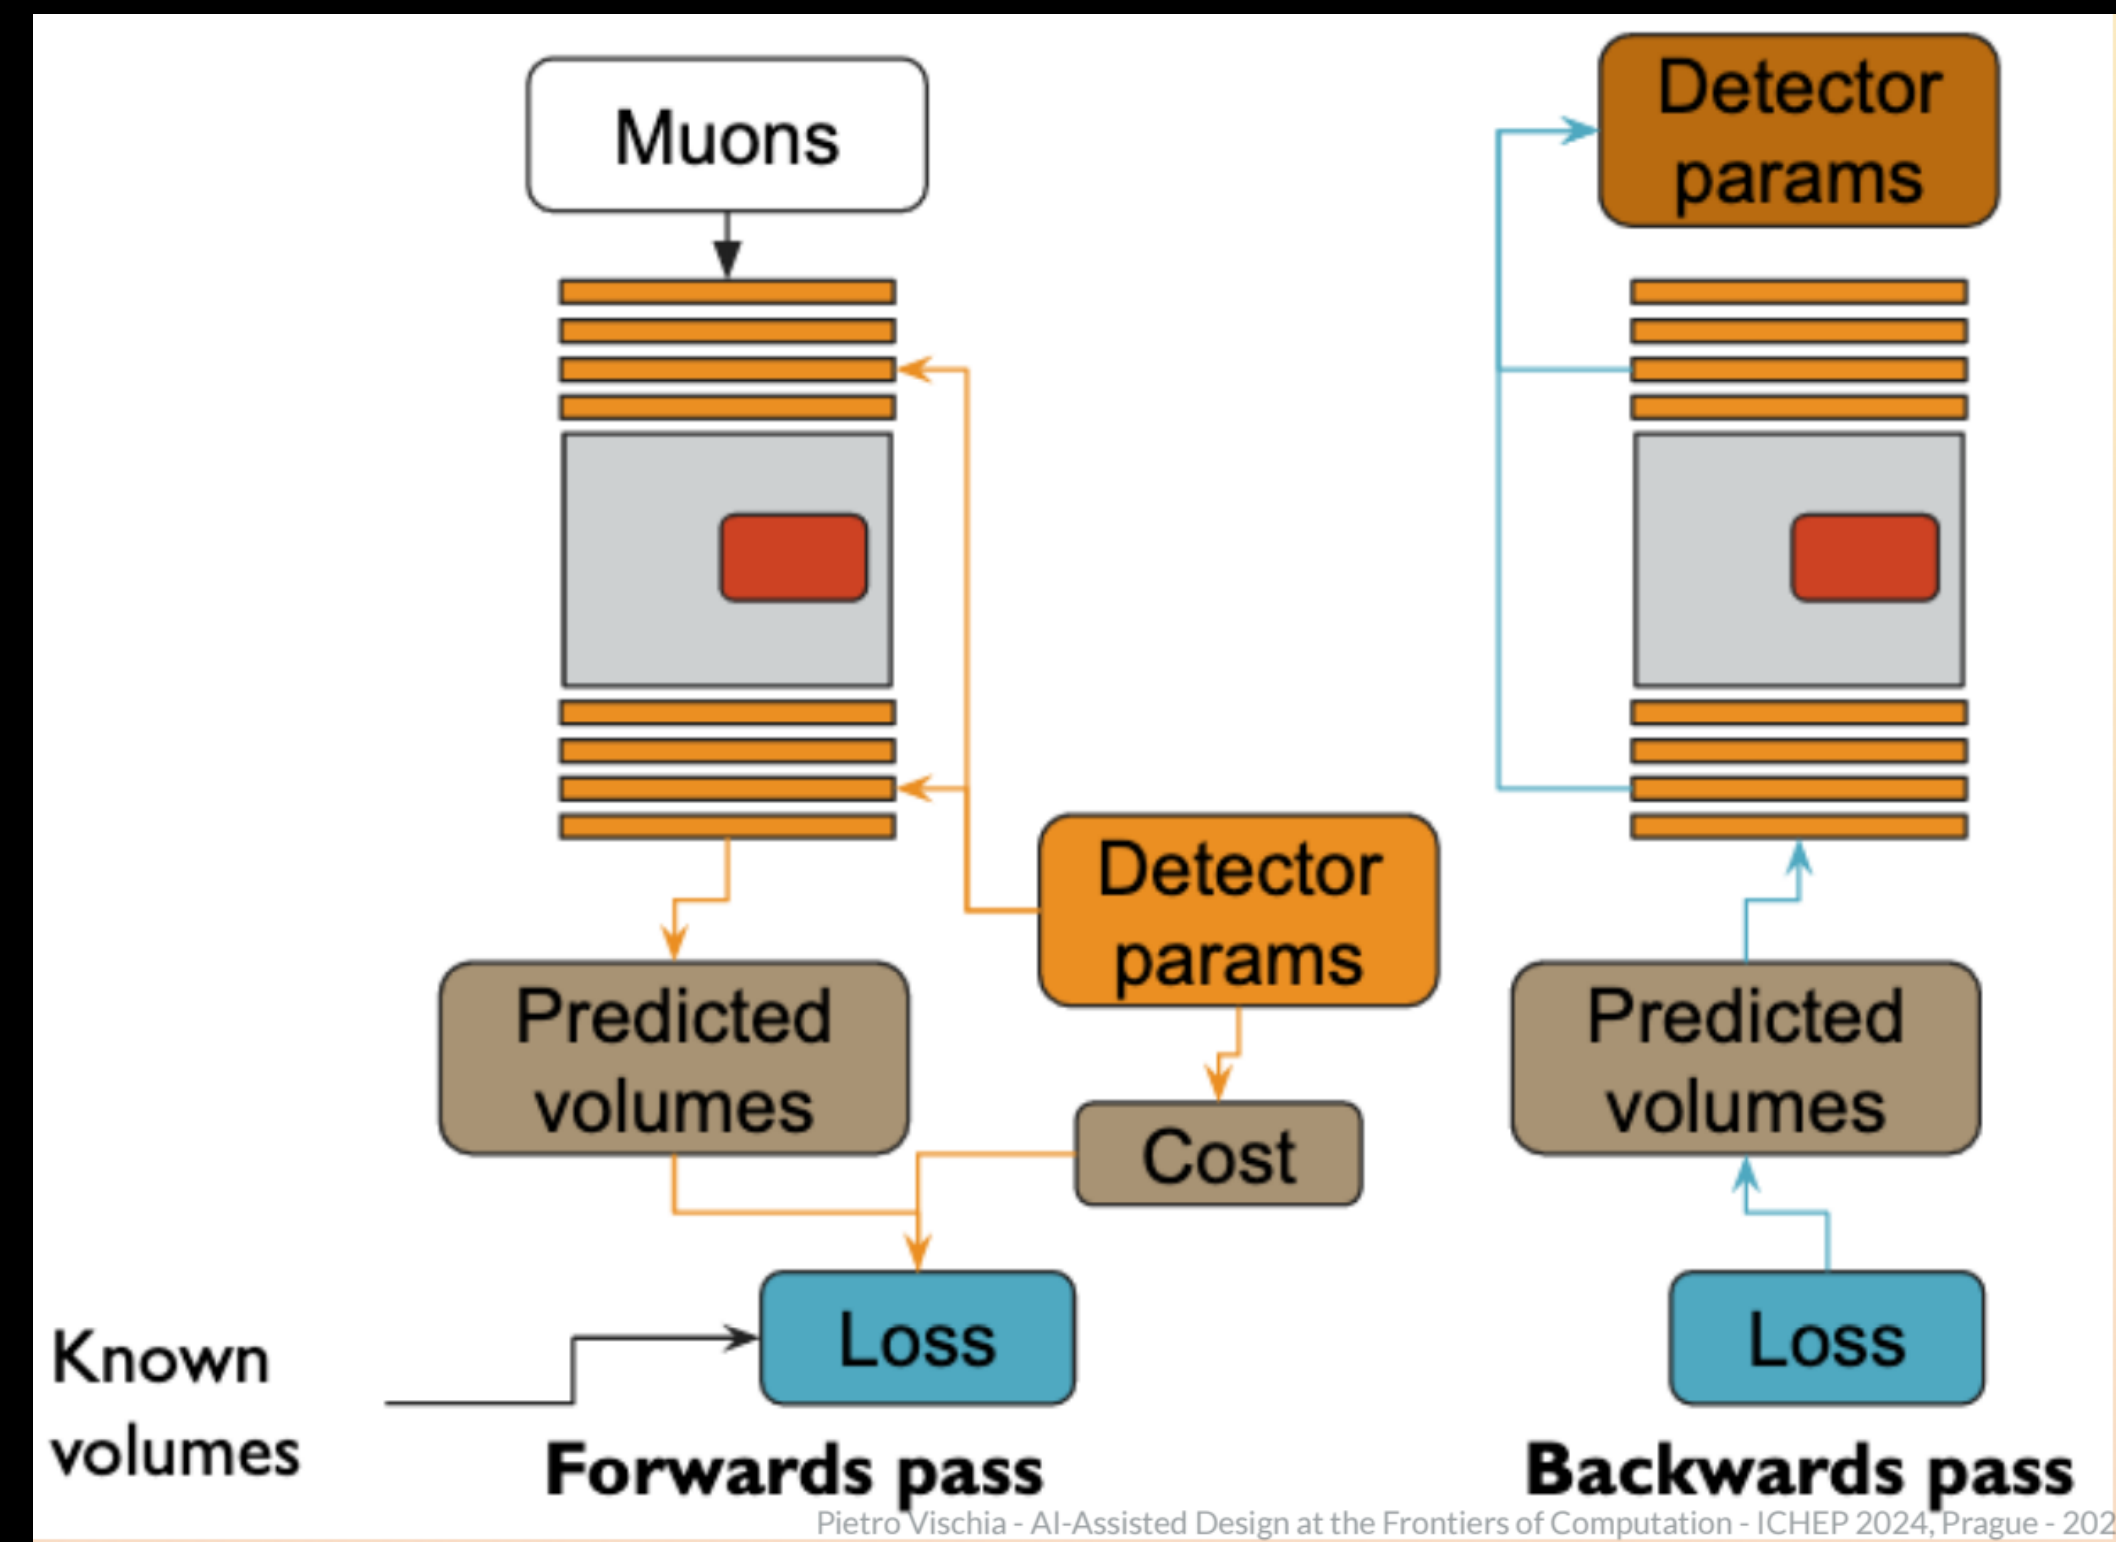 Muons
Detector
params
Predicted
volumes
Cost
Loss
Known
volumes
Forwards pass
Detector
params
Predicted
volumes
Loss
Backwards pass
Pietro Vischia - AI-Assisted Design at the Frontiers of Computation - ICHEP 2024, Prague - 202